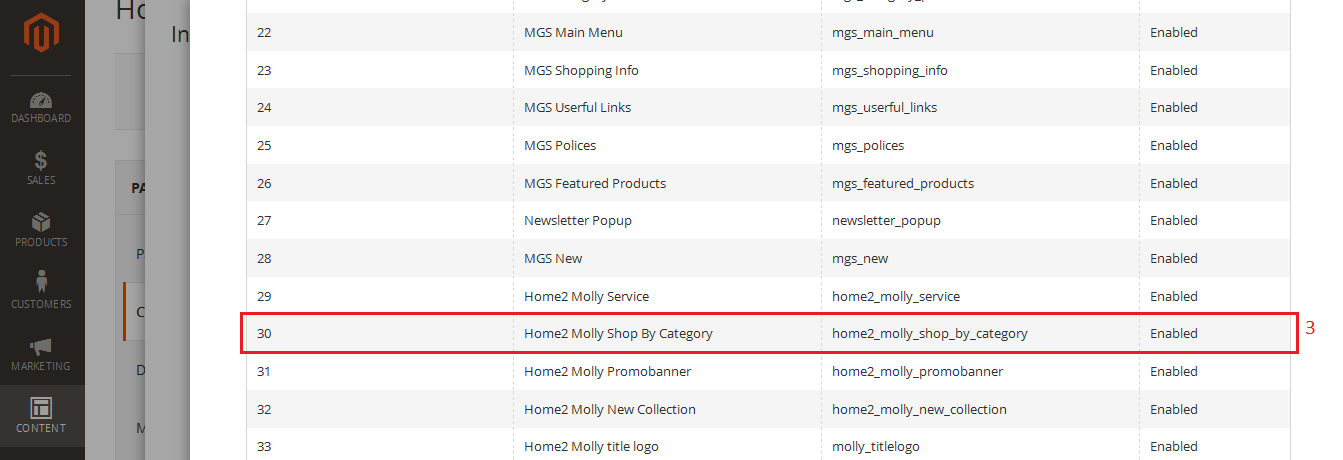 Ho
In
DASHBOARD
SALES
PRODUCTS
CUSTOMERS
MARKETING
CONTENT
PA
P
C
D
M
22 MGS Main Menu mgs_main_menu Enabled
23 MGS Shopping Info mgs_shopping_info Enabled
24 MGS Userful Links mgs_userful_links Enabled
25 MGS Polices mgs_polices Enabled
26 MGS Featured Products mgs_featured_products Enabled
27 Newsletter Popup newsletter_popup Enabled
28 MGS New mgs_new Enabled
29 Home2 Molly Service home2_molly_service Enabled
30 Home2 Molly Shop By Category home2_molly_shop_by_category Enabled 3
31 Home2 Molly Promobanner home2_molly_promobanner Enabled
32 Home2 Molly New Collection home2_molly_new_collection Enabled
33 Home2 Molly title logo molly_titlelogo Enabled